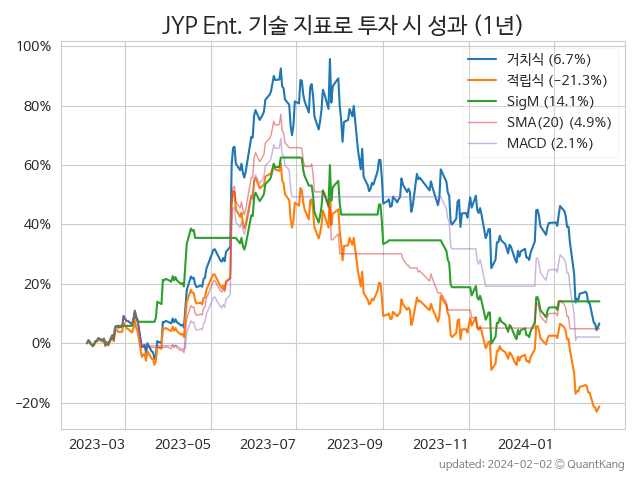 JYP Ent. 기술 지표로 투자 시 성과 (1년)
100%
80%
60%
40%
20%
0%
−20%
거치식 (6.7%)
적립식 (−21.3%)
SigM (14.1%)
SMA(20) (4.9%)
MACD (2.1%)
2023-03 2023-05 2023-07 2023-09 2023-11 2024-01
updated: 2024-02-02 © QuantKang